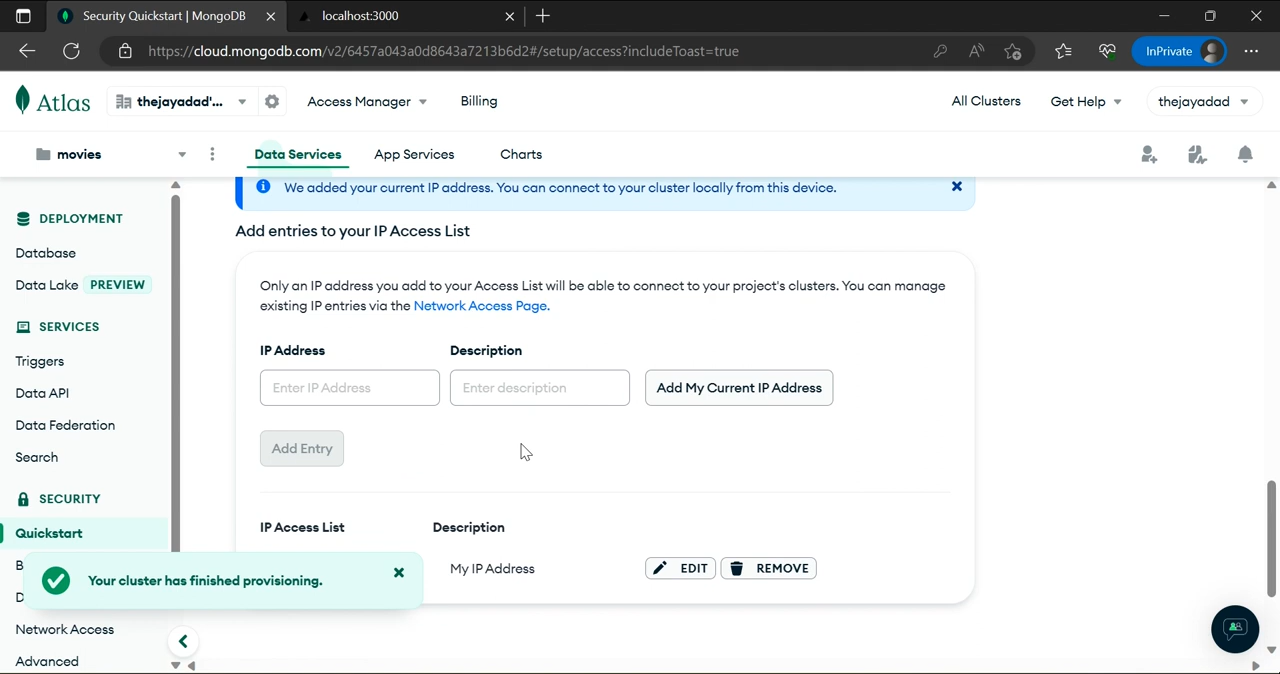 Security Quickstart | MongoDB
localhost:3000
https://cloud.mongodb.com/v2/6457a043a0d8643a7213b6d2#/setup/access?includeToast=true
InPrivate
Atlas
thejayadad'...
Access Manager
Billing
All Clusters
Get Help
thejayadad
movies
Data Services
App Services
Charts
DEPLOYMENT
Database
Data Lake PREVIEW
SERVICES
Triggers
Data API
Data Federation
Search
SECURITY
Quickstart
B
D
Network Access
Advanced
We added your current IP address. You can connect to your cluster locally from this device.
Add entries to your IP Access List
Only an IP address you add to your Access List will be able to connect to your project's clusters. You can manage
existing IP entries via the Network Access Page.
IP Address Description
Enter IP Address Enter description Add My Current IP Address
Add Entry
IP Access List Description
My IP Address EDIT REMOVE
Your cluster has finished provisioning.